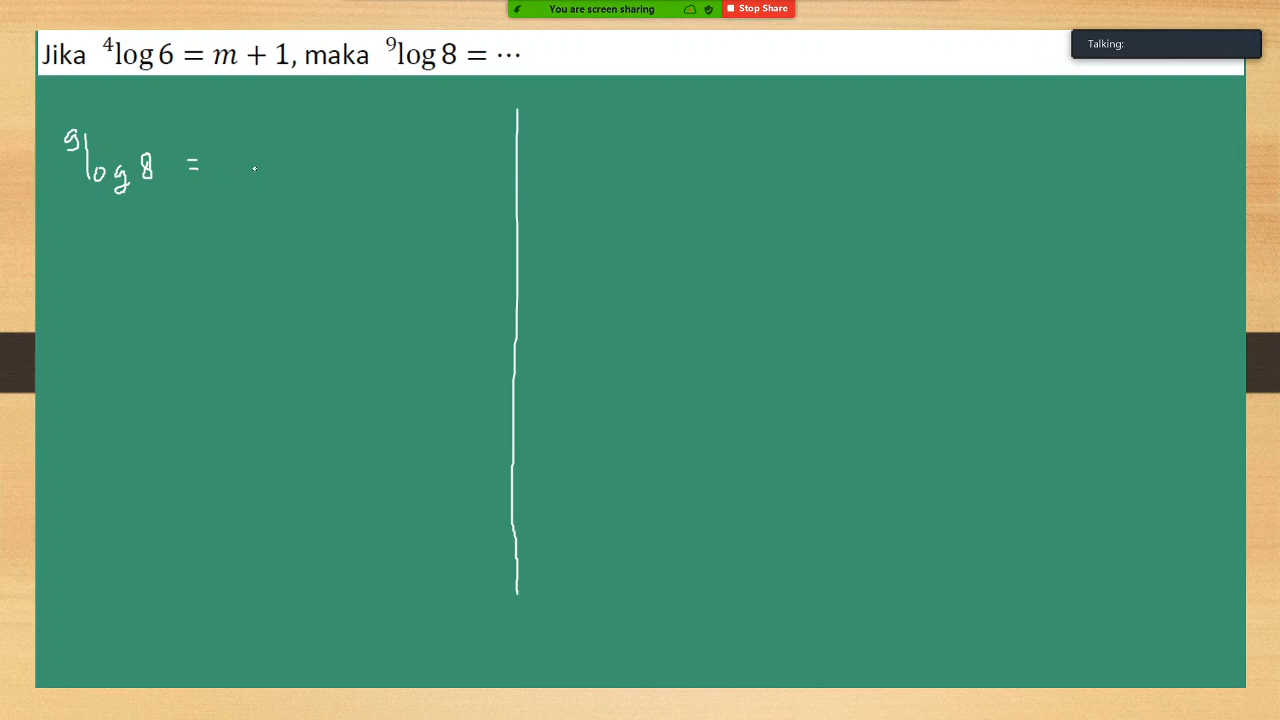 You are screen sharing Stop Share
Talking:
Jika ⁴log 6 = m + 1, maka ⁹log 8 = ⋯
⁹log 8 =